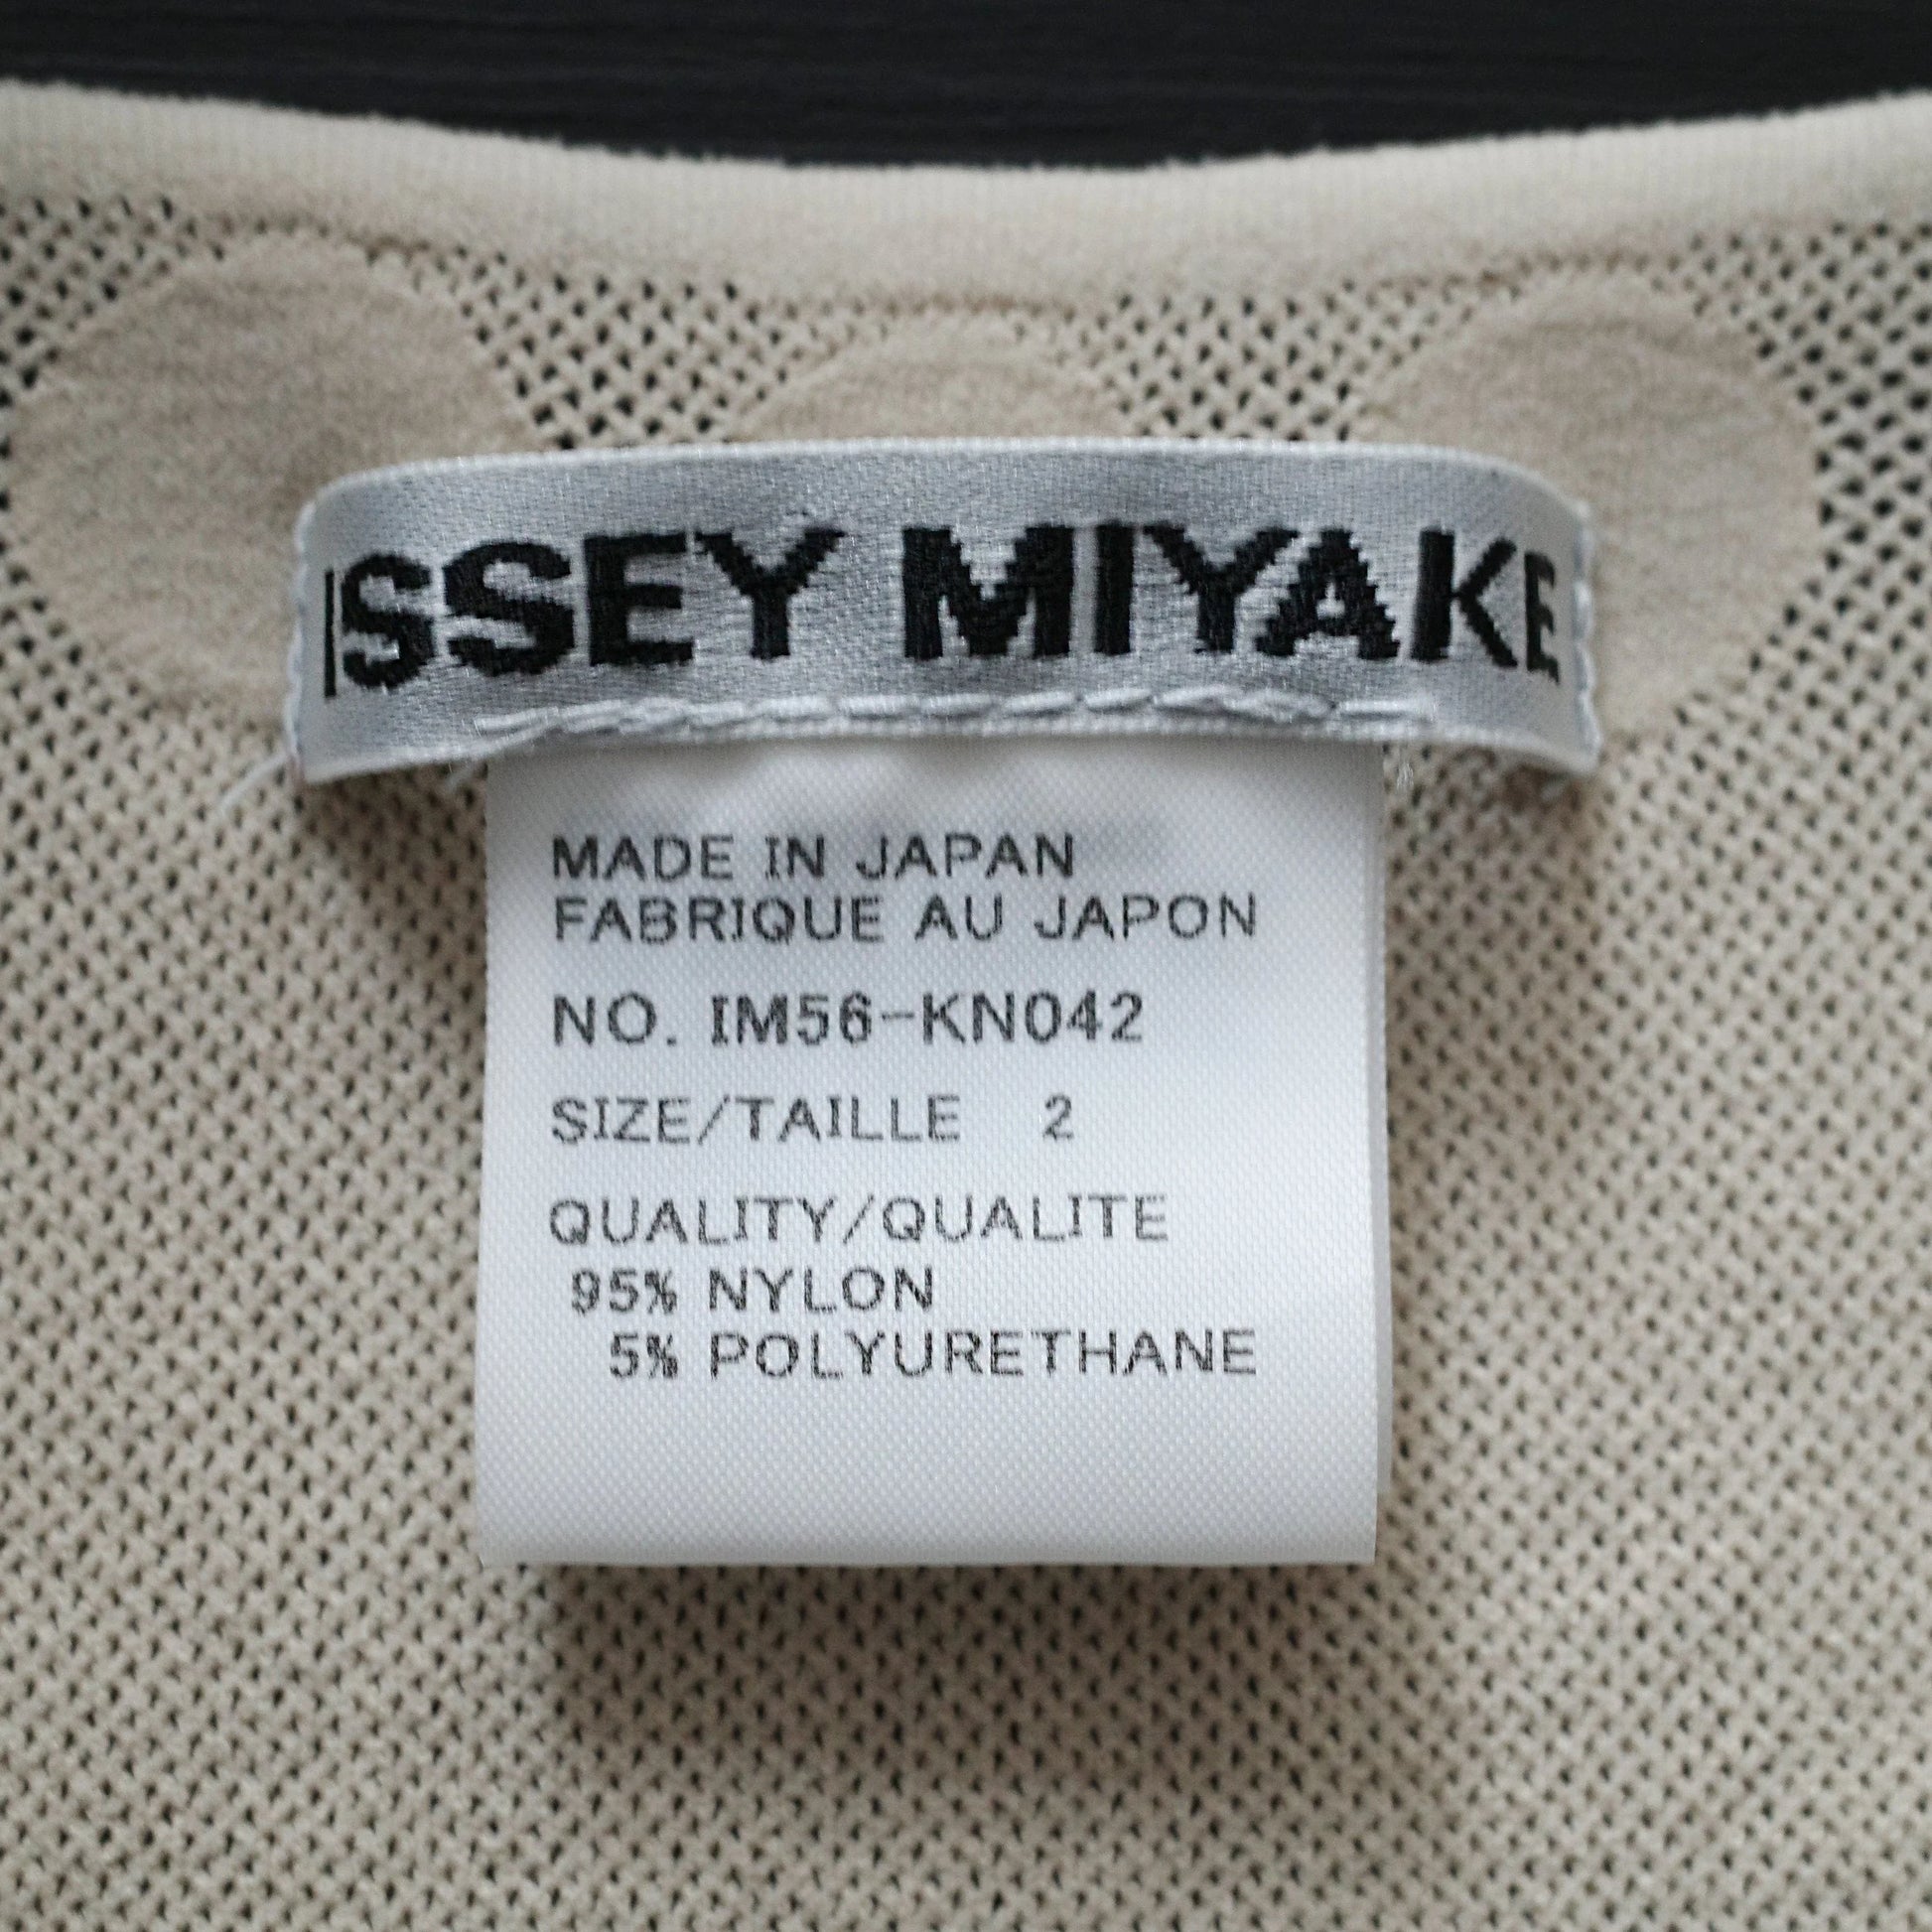 ISSEY MIYAKE
MADE IN JAPAN
FABRIQUE AU JAPON
NO. IM56-KN042
SIZE/TAILLE 2
QUALITY/QUALITE
95% NYLON
5% POLYURETHANE